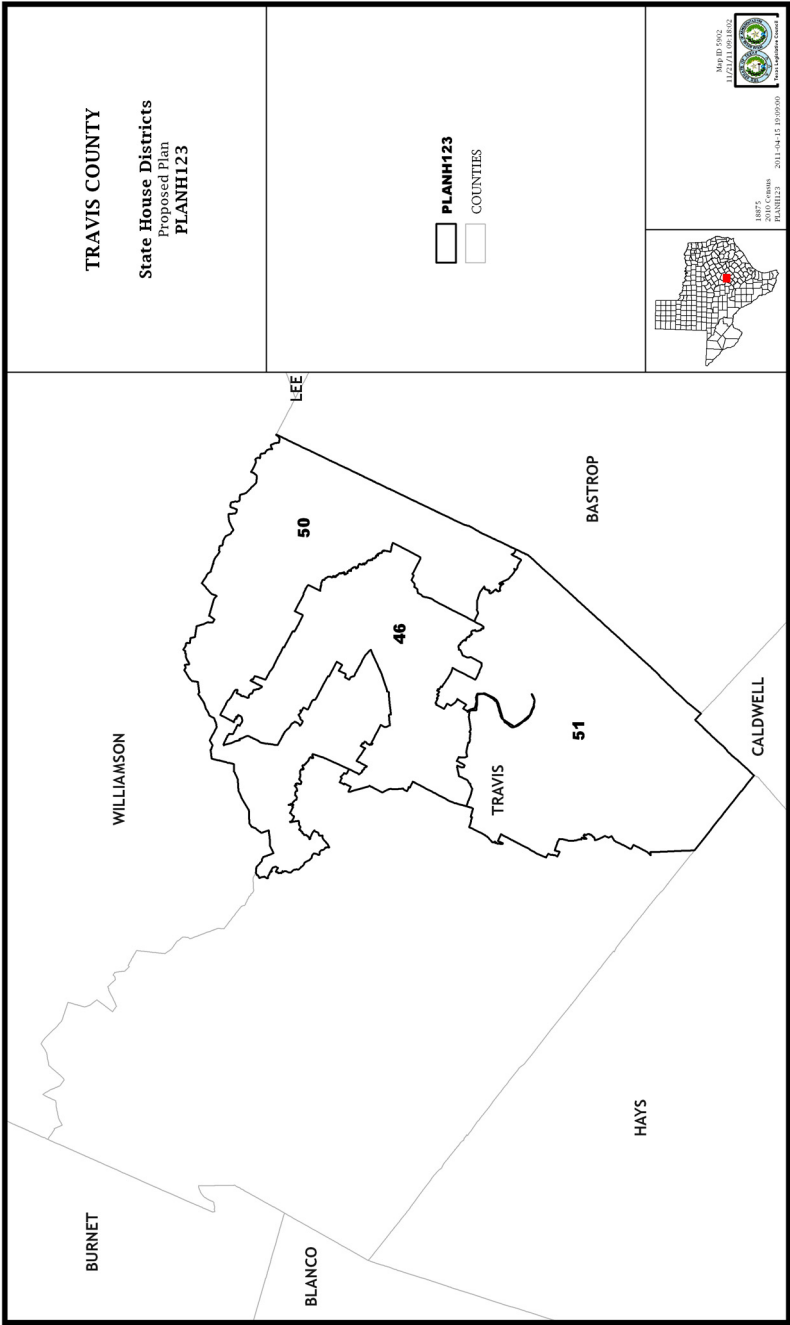 TRAVIS COUNTY
State House Districts
Proposed Plan
PLANH123
PLANH123
COUNTIES
Map ID 5902
11/21/11 09:18:02
Texas Legislative Council
18875
2010 Census
PLANH123
2011-04-15 19:09:00
BURNET
WILLIAMSON
LEE
BLANCO
50
46
51
TRAVIS
BASTROP
HAYS
CALDWELL